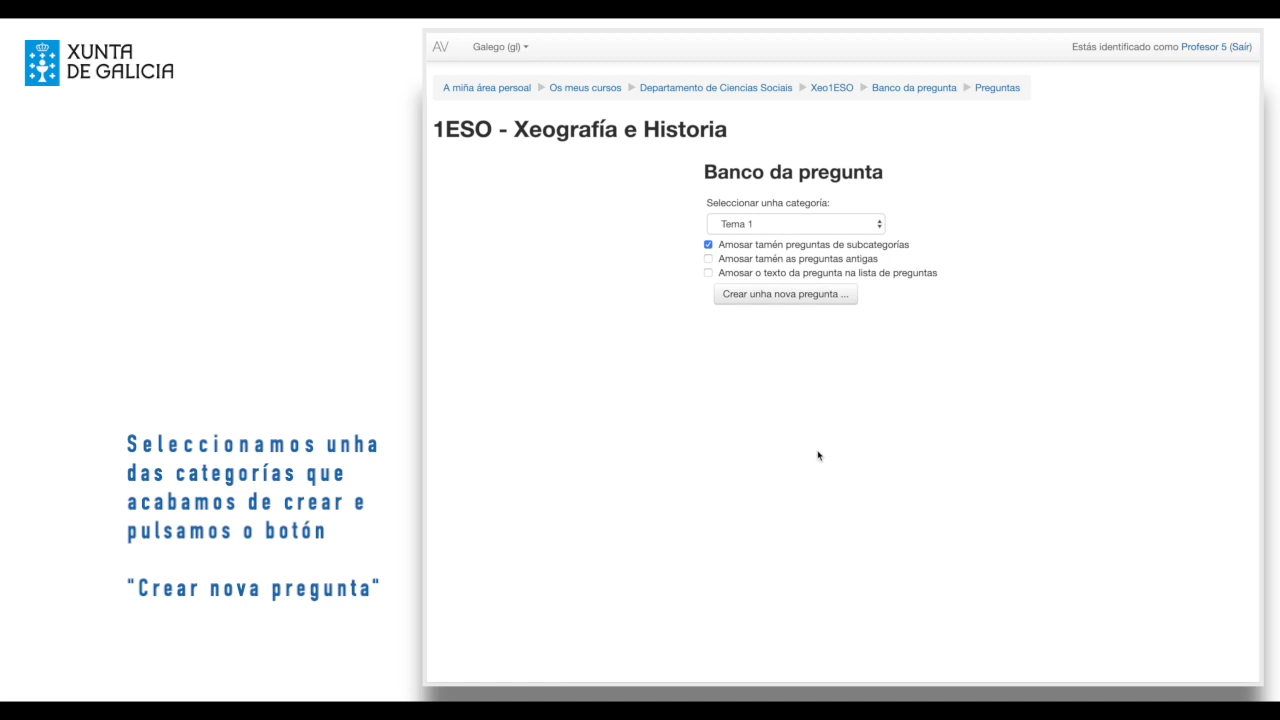 XUNTA
DE GALICIA
AV Galego (gl)
Estás identificado como Profesor 5 (Saír)
A miña área persoal Os meus cursos Departamento de Ciencias Sociais Xeo1ESO Banco da pregunta Preguntas
1ESO - Xeografía e Historia
Banco da pregunta
Seleccionar unha categoría:
Tema 1
Amosar tamén preguntas de subcategorías
Amosar tamén as preguntas antigas
Amosar o texto da pregunta na lista de preguntas
Crear unha nova pregunta ...
Seleccionamos unha
das categorías que
acabamos de crear e
pulsamos o botón
"Crear nova pregunta"